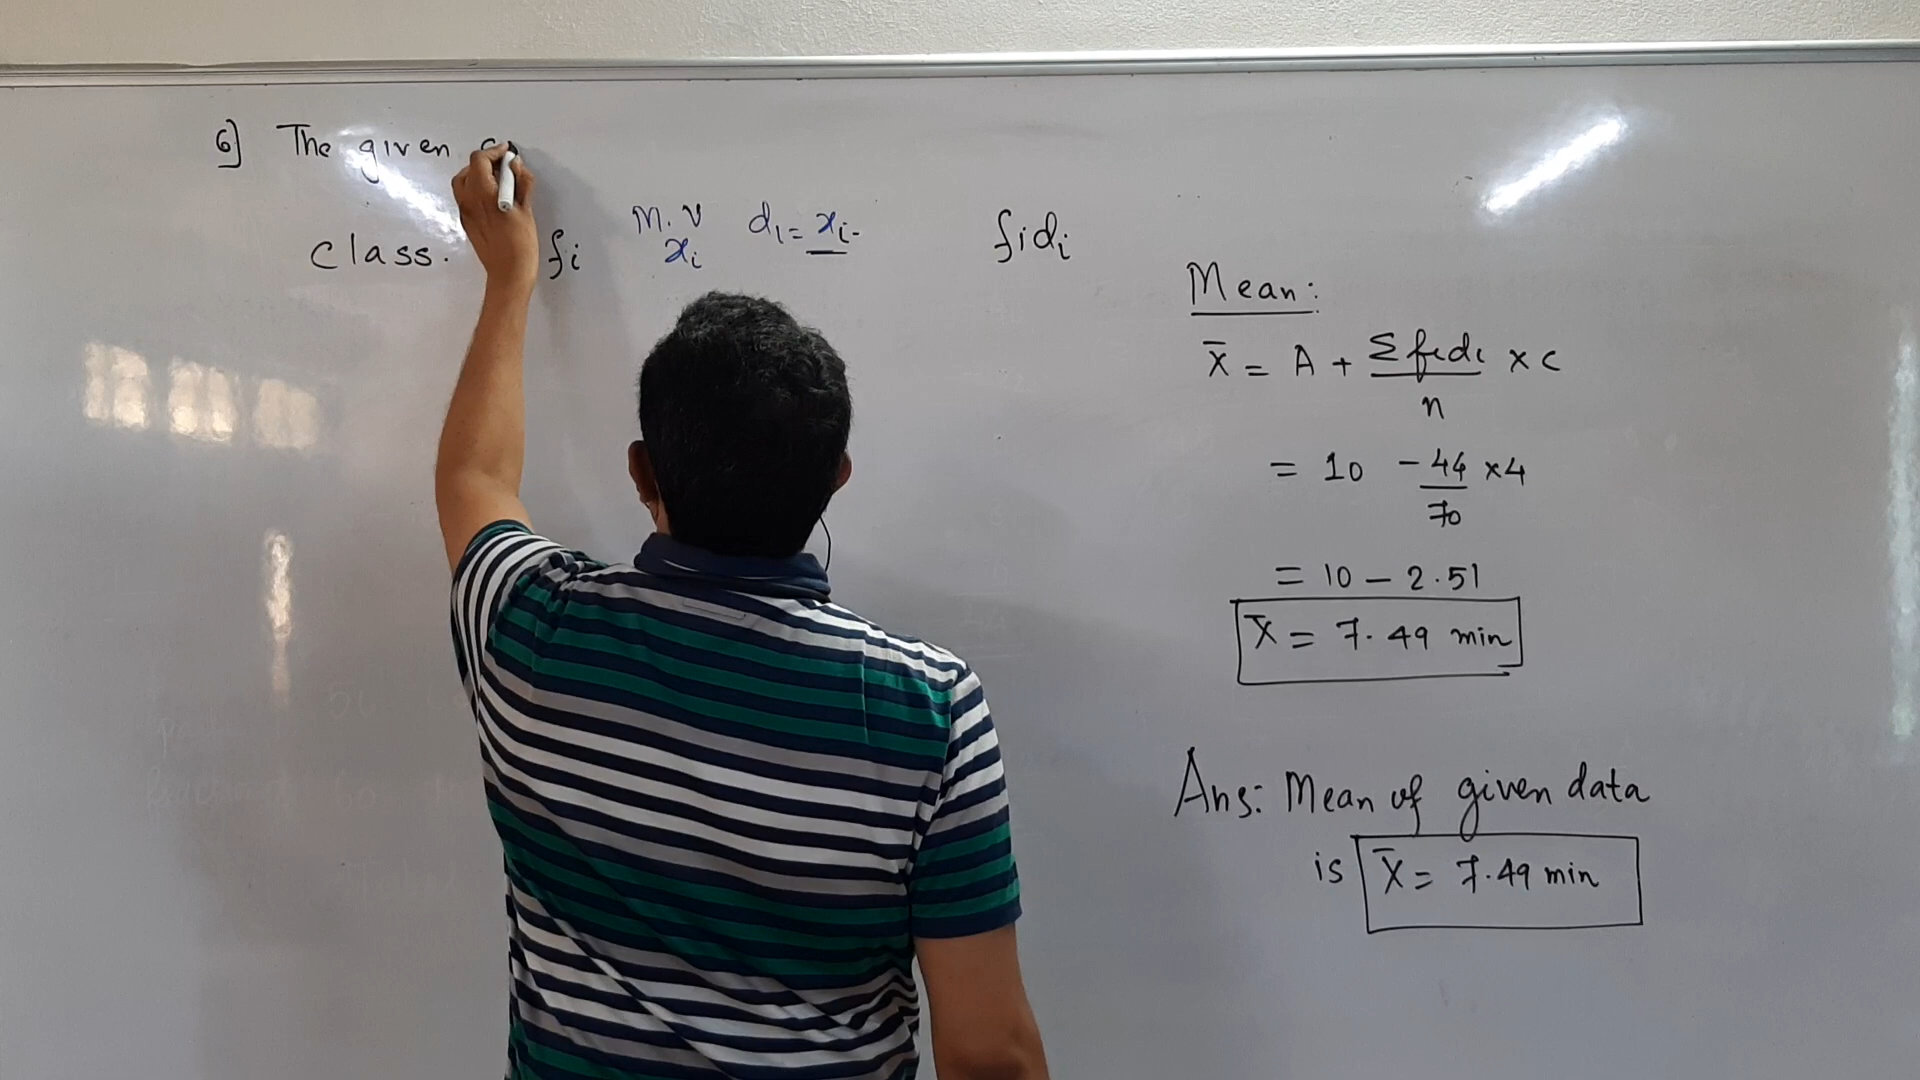 6] The given
class. fi M.V xi di = xi- fidi
Mean:
x̄ = A + Σfidi/n × c
= 10 - 44/70 × 4
= 10 - 2.51
x̄ = 7.49 min
Ans: Mean of given data
is x̄ = 7.49 min